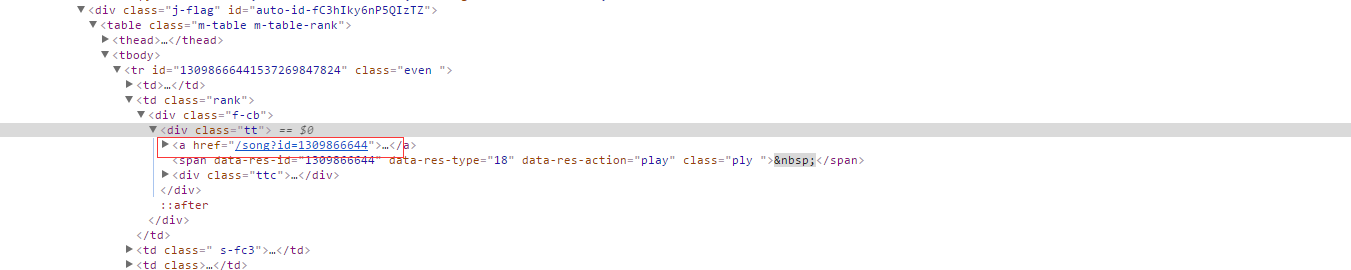 ▼<div class="j-flag" id="auto-id-fC3hIky6nP5QIzTZ">
▼<table class="m-table m-table-rank">
▶<thead>…</thead>
▼<tbody>
▼<tr id="1309866644153726984782​4" class="even ">
▶<td>…</td>
▼<td class="rank">
▼<div class="f-cb">
▼<div class="tt"> == $0
▶<a href="/song?id=1309866644">…</a>
<span data-res-id="1309866644" data-res-type="18" data-res-action="play" class="ply ">&nbsp;</span>
▶<div class="ttc">…</div>
</div>
::after
</div>
</td>
▶<td class=" s-fc3">…</td>
▶<td class>…</td>